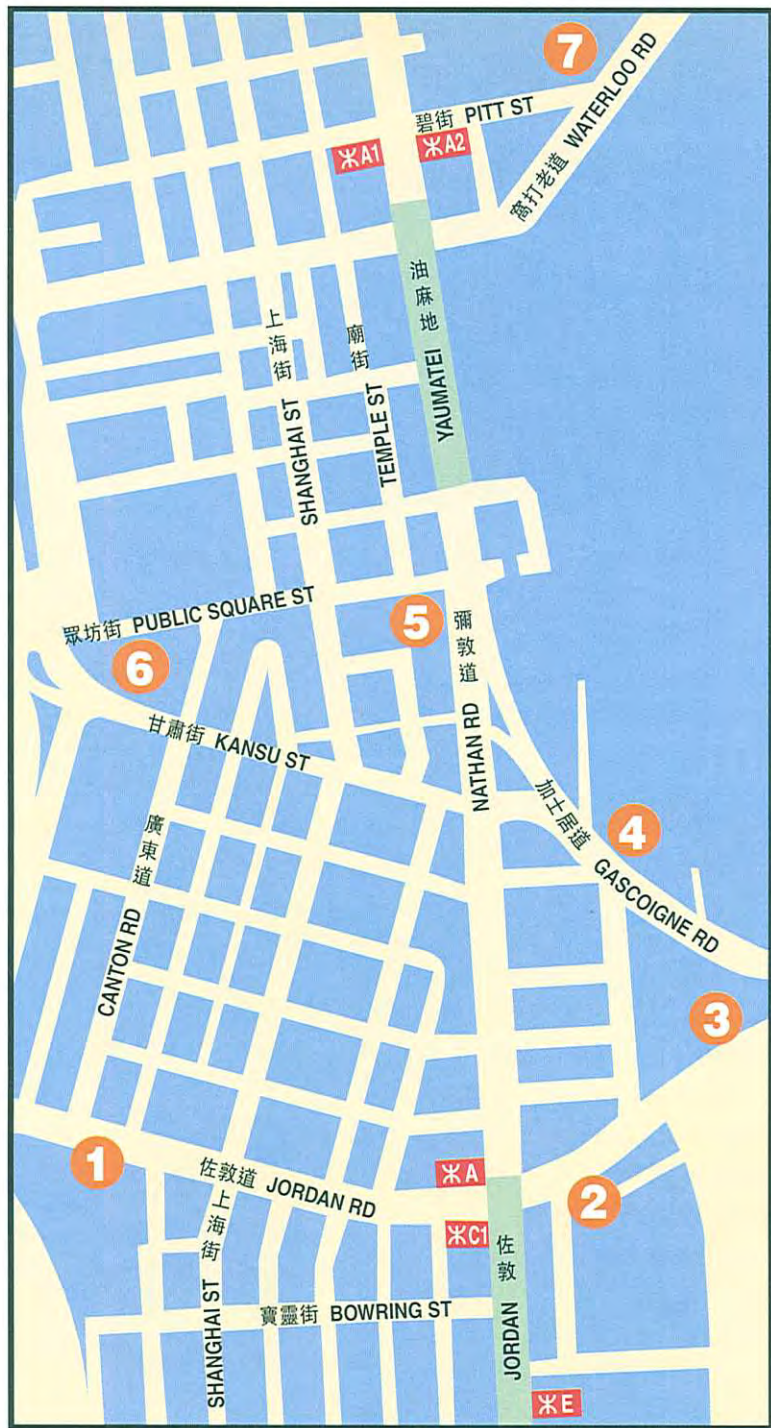 7
碧街 PITT ST
A1
A2
窩打老道 WATERLOO RD
油麻地 YAUMATEI
上海街 SHANGHAI ST
廟街 TEMPLE ST
眾坊街 PUBLIC SQUARE ST
5
6
彌敦道 NATHAN RD
甘肅街 KANSU ST
加士居道 GASCOIGNE RD
4
廣東道 CANTON RD
3
1
佐敦道 JORDAN RD
A
2
上海街 SHANGHAI ST
C1
佐敦 JORDAN
寶靈街 BOWRING ST
E